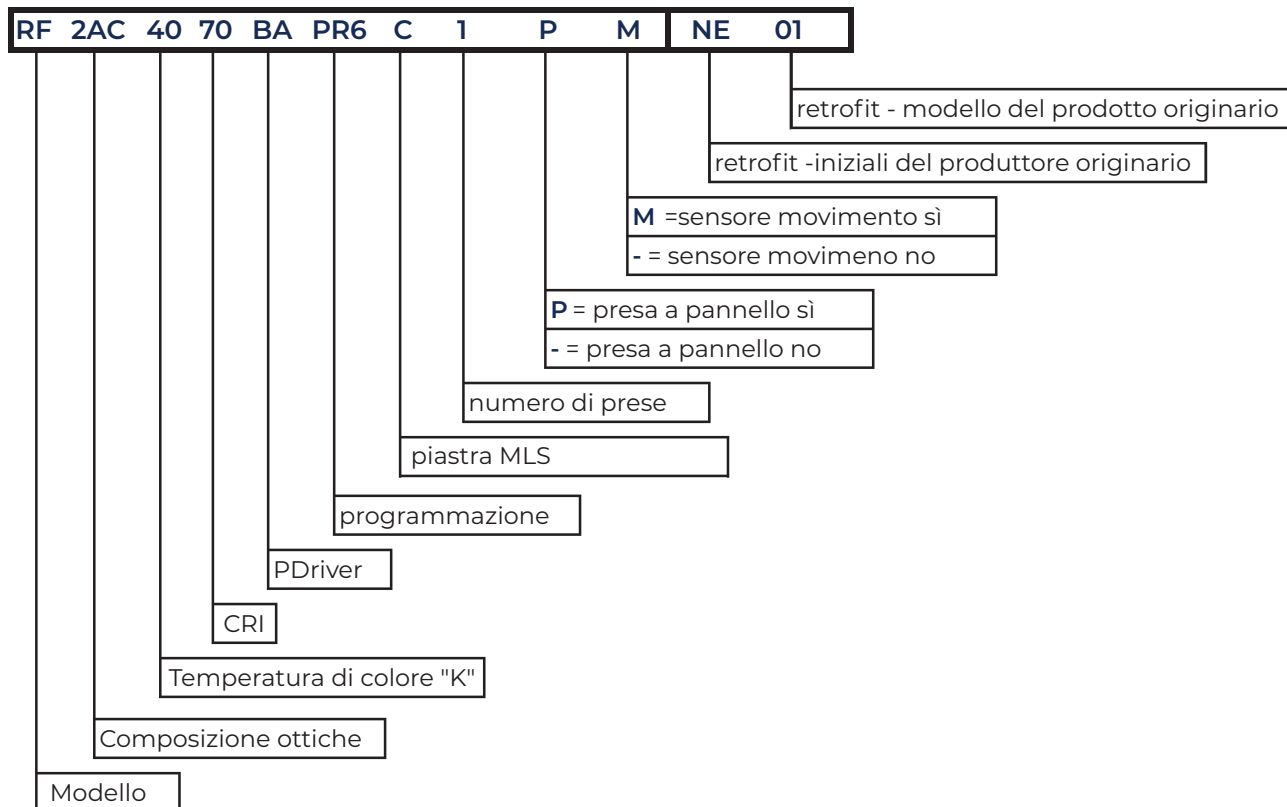 RF 2AC 40 70 BA PR6 C 1 P M NE 01
retrofit - modello del prodotto originario
retrofit -iniziali del produttore originario
M =sensore movimento sì
- = sensore movimeno no
P = presa a pannello sì
- = presa a pannello no
numero di prese
piastra MLS
programmazione
PDriver
CRI
Temperatura di colore "K"
Composizione ottiche
Modello